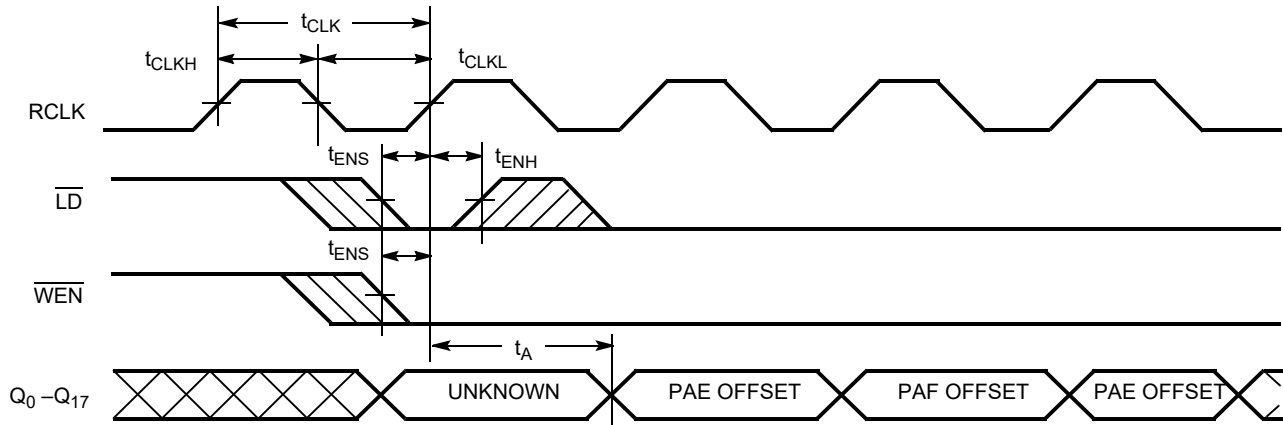 tCLK
tCLKH
tCLKL
RCLK
tENS
tENH
LD
tENS
WEN
tA
Q0 –Q17
UNKNOWN
PAE OFFSET
PAF OFFSET
PAE OFFSET